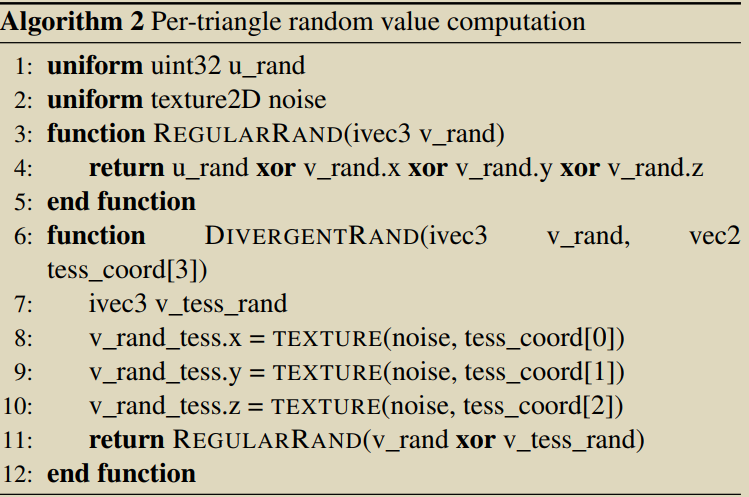 Algorithm 2 Per-triangle random value computation
1: uniform uint32 u_rand
2: uniform texture2D noise
3: function REGULARRAND(ivec3 v_rand)
4: return u_rand xor v_rand.x xor v_rand.y xor v_rand.z
5: end function
6: function DIVERGENTRAND(ivec3 v_rand, vec2
tess_coord[3])
7: ivec3 v_tess_rand
8: v_rand_tess.x = TEXTURE(noise, tess_coord[0])
9: v_rand_tess.y = TEXTURE(noise, tess_coord[1])
10: v_rand_tess.z = TEXTURE(noise, tess_coord[2])
11: return REGULARRAND(v_rand xor v_tess_rand)
12: end function